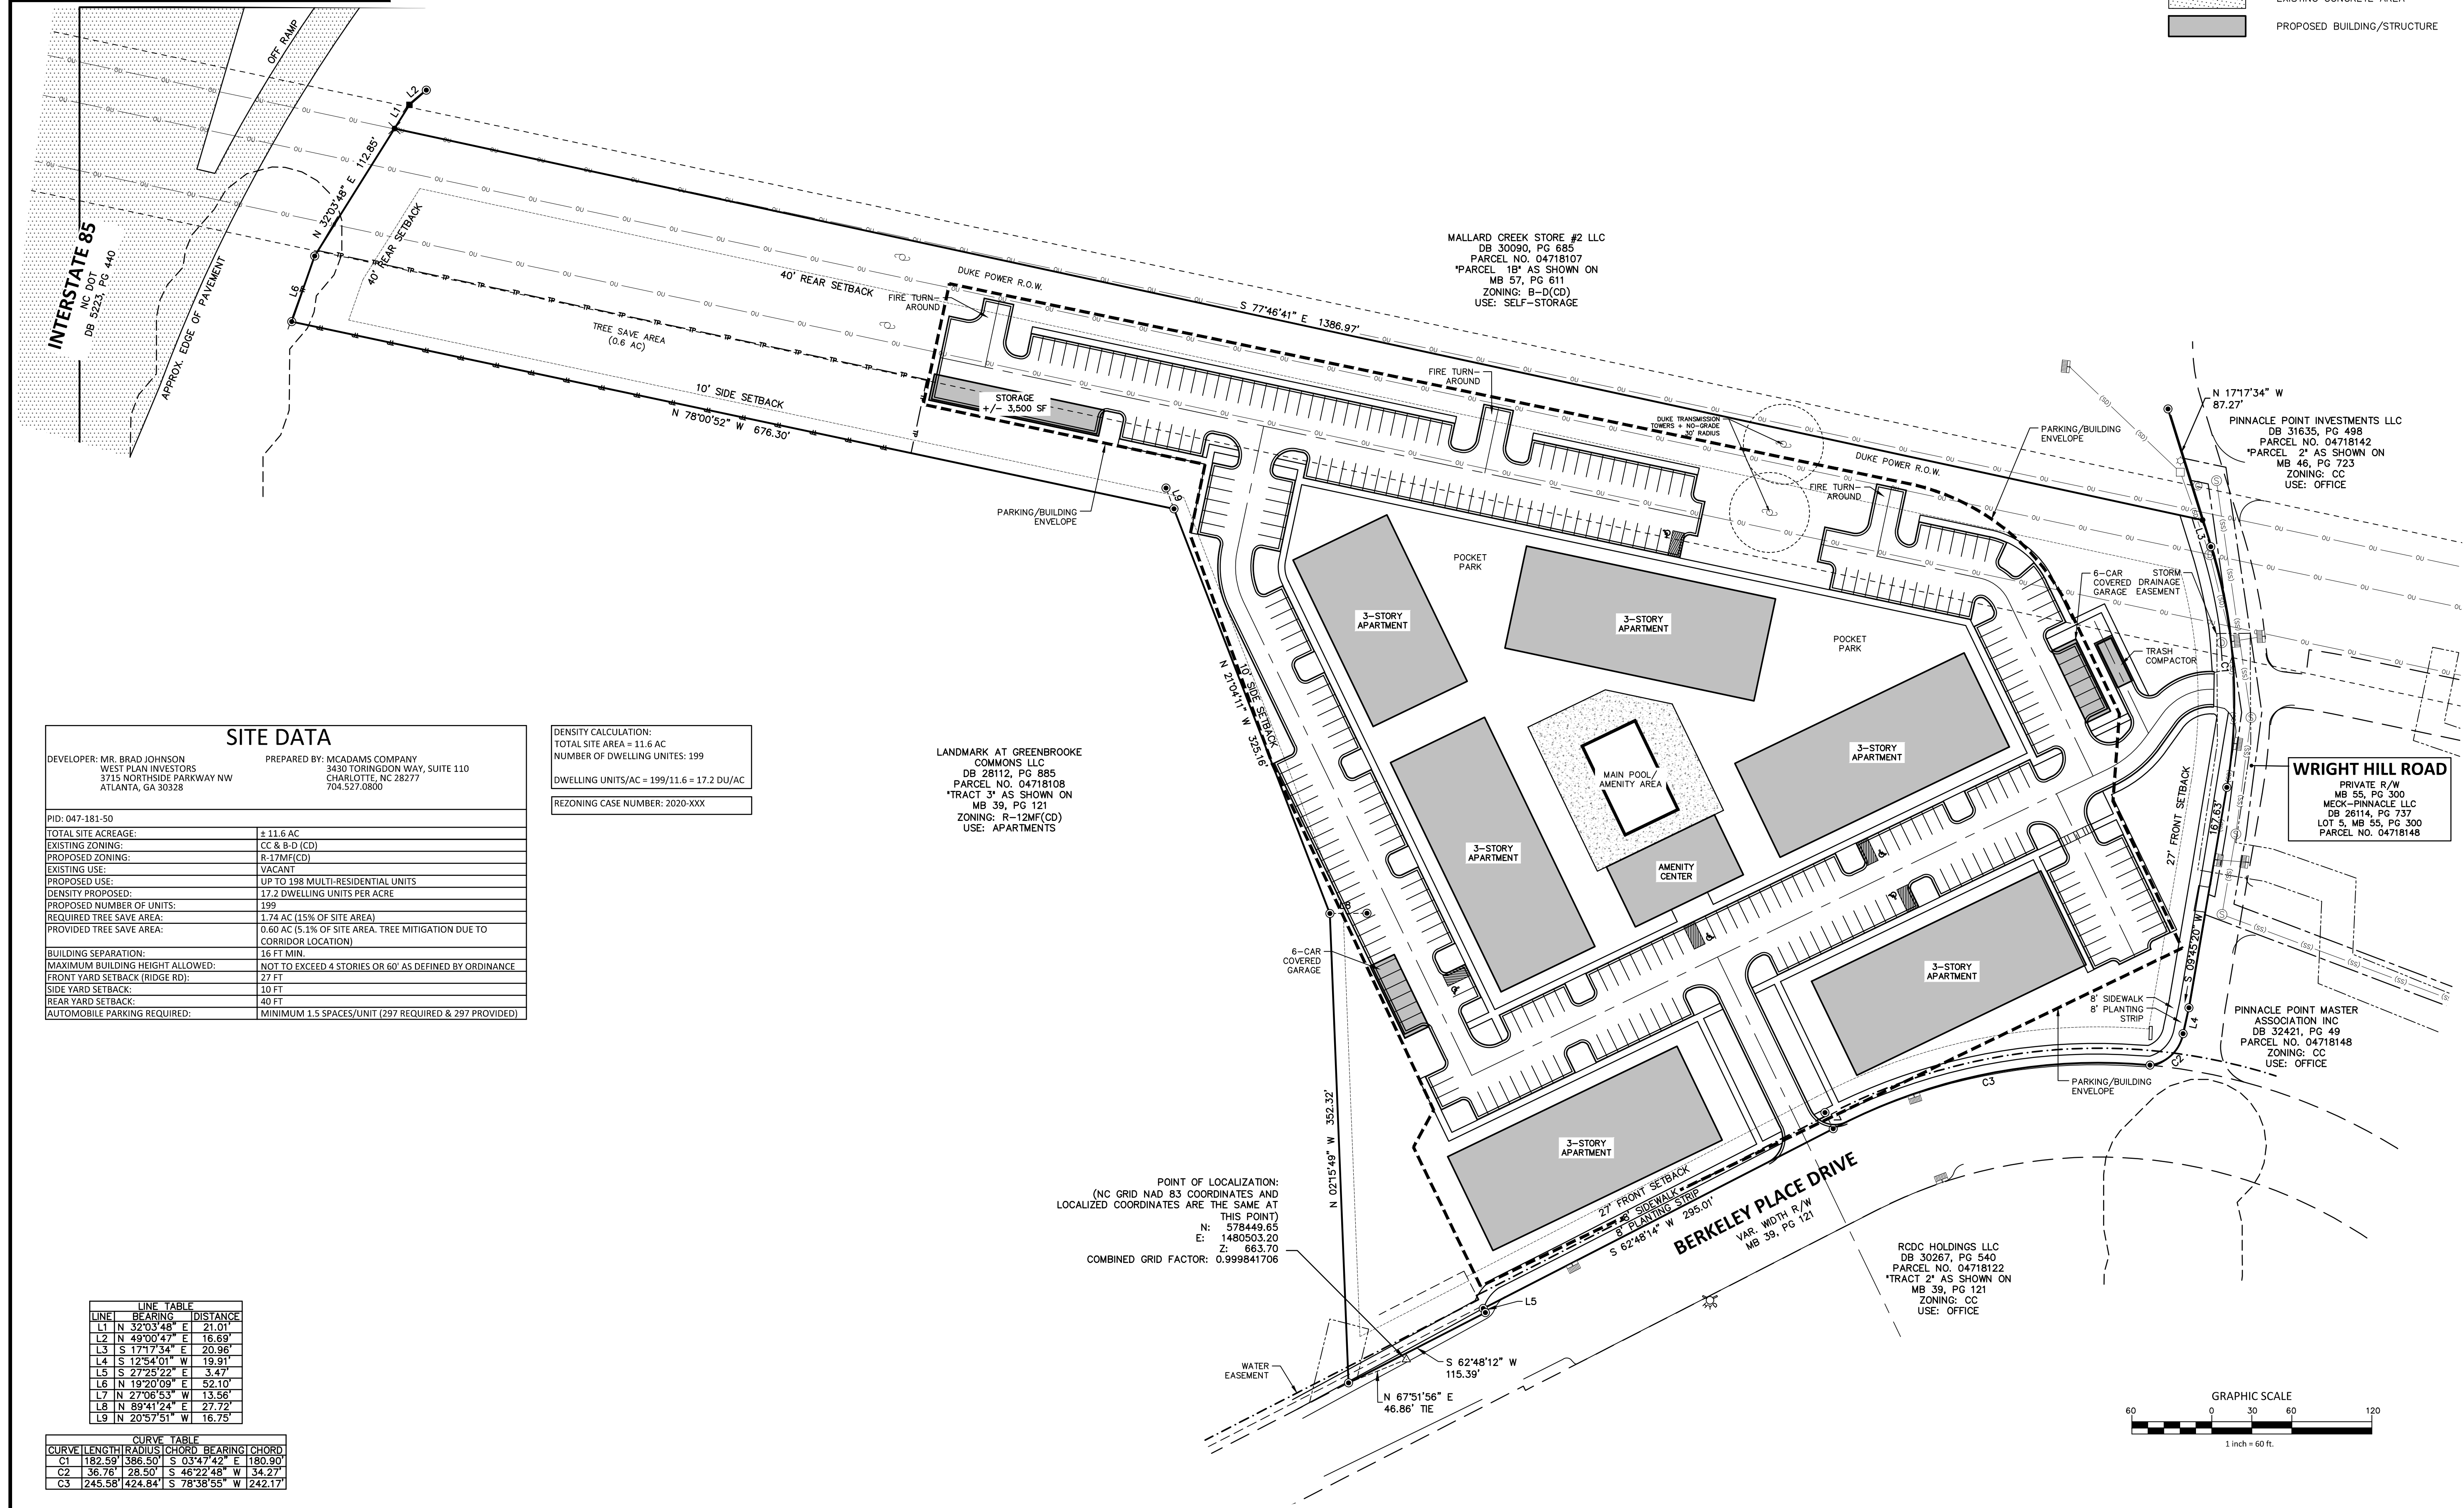 EXISTING CONCRETE AREA
PROPOSED BUILDING/STRUCTURE
OFF RAMP
L2
L1
N 32°03'48" E 112.85'
L6
INTERSTATE 85
NC DOT
DB 5223, PG 440
APPROX. EDGE OF PAVEMENT
40' REAR SETBACK
40' REAR SETBACK
DUKE POWER R.O.W.
TREE SAVE AREA
(0.6 AC)
10' SIDE SETBACK
N 78°00'52" W 676.30'
FIRE TURN-
AROUND
STORAGE
+/- 3,500 SF
S 77°46'41" E 1386.97'
MALLARD CREEK STORE #2 LLC
DB 30090, PG 685
PARCEL NO. 04718107
"PARCEL 1B" AS SHOWN ON
MB 57, PG 611
ZONING: B-D(CD)
USE: SELF-STORAGE
FIRE TURN-
AROUND
DUKE TRANSMISSION
TOWERS + NO-GRADE
30' RADIUS
DUKE POWER R.O.W.
FIRE TURN-
AROUND
PARKING/BUILDING
ENVELOPE
N 17°17'34" W
87.27'
PINNACLE POINT INVESTMENTS LLC
DB 31635, PG 498
PARCEL NO. 04718142
"PARCEL 2" AS SHOWN ON
MB 46, PG 723
ZONING: CC
USE: OFFICE
L3
L9
PARKING/BUILDING
ENVELOPE
POCKET
PARK
6-CAR
COVERED
GARAGE
STORM
DRAINAGE
EASEMENT
3-STORY
APARTMENT
3-STORY
APARTMENT
POCKET
PARK
TRASH
COMPACTOR
C1
N 21°04'11" W 325.16'
10' SIDE SETBACK
3-STORY
APARTMENT
MAIN POOL/
AMENITY AREA
3-STORY
APARTMENT
AMENITY
CENTER
27' FRONT SETBACK
167.63'
S 09°45'20" W
WRIGHT HILL ROAD
PRIVATE R/W
MB 55, PG 300
MECK-PINNACLE LLC
DB 26114, PG 737
LOT 5, MB 55, PG 300
PARCEL NO. 04718148
SITE DATA
DEVELOPER: MR. BRAD JOHNSON
WEST PLAN INVESTORS
3715 NORTHSIDE PARKWAY NW
ATLANTA, GA 30328
PREPARED BY: MCADAMS COMPANY
3430 TORINGDON WAY, SUITE 110
CHARLOTTE, NC 28277
704.527.0800
PID: 047-181-50
TOTAL SITE ACREAGE: ± 11.6 AC
EXISTING ZONING: CC & B-D (CD)
PROPOSED ZONING: R-17MF(CD)
EXISTING USE: VACANT
PROPOSED USE: UP TO 198 MULTI-RESIDENTIAL UNITS
DENSITY PROPOSED: 17.2 DWELLING UNITS PER ACRE
PROPOSED NUMBER OF UNITS: 199
REQUIRED TREE SAVE AREA: 1.74 AC (15% OF SITE AREA)
PROVIDED TREE SAVE AREA: 0.60 AC (5.1% OF SITE AREA. TREE MITIGATION DUE TO
CORRIDOR LOCATION)
BUILDING SEPARATION: 16 FT MIN.
MAXIMUM BUILDING HEIGHT ALLOWED: NOT TO EXCEED 4 STORIES OR 60' AS DEFINED BY ORDINANCE
FRONT YARD SETBACK (RIDGE RD): 27 FT
SIDE YARD SETBACK: 10 FT
REAR YARD SETBACK: 40 FT
AUTOMOBILE PARKING REQUIRED: MINIMUM 1.5 SPACES/UNIT (297 REQUIRED & 297 PROVIDED)
DENSITY CALCULATION:
TOTAL SITE AREA = 11.6 AC
NUMBER OF DWELLING UNITES: 199
DWELLING UNITS/AC = 199/11.6 = 17.2 DU/AC
REZONING CASE NUMBER: 2020-XXX
LANDMARK AT GREENBROOKE
COMMONS LLC
DB 28112, PG 885
PARCEL NO. 04718108
"TRACT 3" AS SHOWN ON
MB 39, PG 121
ZONING: R-12MF(CD)
USE: APARTMENTS
L8
6-CAR
COVERED
GARAGE
3-STORY
APARTMENT
8' SIDEWALK
8' PLANTING
STRIP
L4
C2
PINNACLE POINT MASTER
ASSOCIATION INC
DB 32421, PG 49
PARCEL NO. 04718148
ZONING: CC
USE: OFFICE
PARKING/BUILDING
ENVELOPE
C3
3-STORY
APARTMENT
N 02°15'49" W 352.32'
27' FRONT SETBACK
8' SIDEWALK
8' PLANTING STRIP
S 62°48'14" W 295.01'
BERKELEY PLACE DRIVE
VAR. WIDTH R/W
MB 39, PG 121
POINT OF LOCALIZATION:
(NC GRID NAD 83 COORDINATES AND
LOCALIZED COORDINATES ARE THE SAME AT
THIS POINT)
N: 578449.65
E: 1480503.20
Z: 663.70
COMBINED GRID FACTOR: 0.999841706
RCDC HOLDINGS LLC
DB 30267, PG 540
PARCEL NO. 04718122
"TRACT 2" AS SHOWN ON
MB 39, PG 121
ZONING: CC
USE: OFFICE
L5
WATER
EASEMENT
S 62°48'12" W
115.39'
N 67°51'56" E
46.86' TIE
LINE TABLE
LINE BEARING DISTANCE
L1 N 32°03'48" E 21.01'
L2 N 49°00'47" E 16.69'
L3 S 17°17'34" E 20.96'
L4 S 12°54'01" W 19.91'
L5 S 27°25'22" E 3.47'
L6 N 19°20'09" E 52.10'
L7 N 27°06'53" W 13.56'
L8 N 89°41'24" E 27.72'
L9 N 20°57'51" W 16.75'
CURVE TABLE
CURVE LENGTH RADIUS CHORD BEARING CHORD
C1 182.59' 386.50' S 03°47'42" E 180.90'
C2 36.76' 28.50' S 46°22'48" W 34.27'
C3 245.58' 424.84' S 78°38'55" W 242.17'
GRAPHIC SCALE
60 0 30 60 120
1 inch = 60 ft.